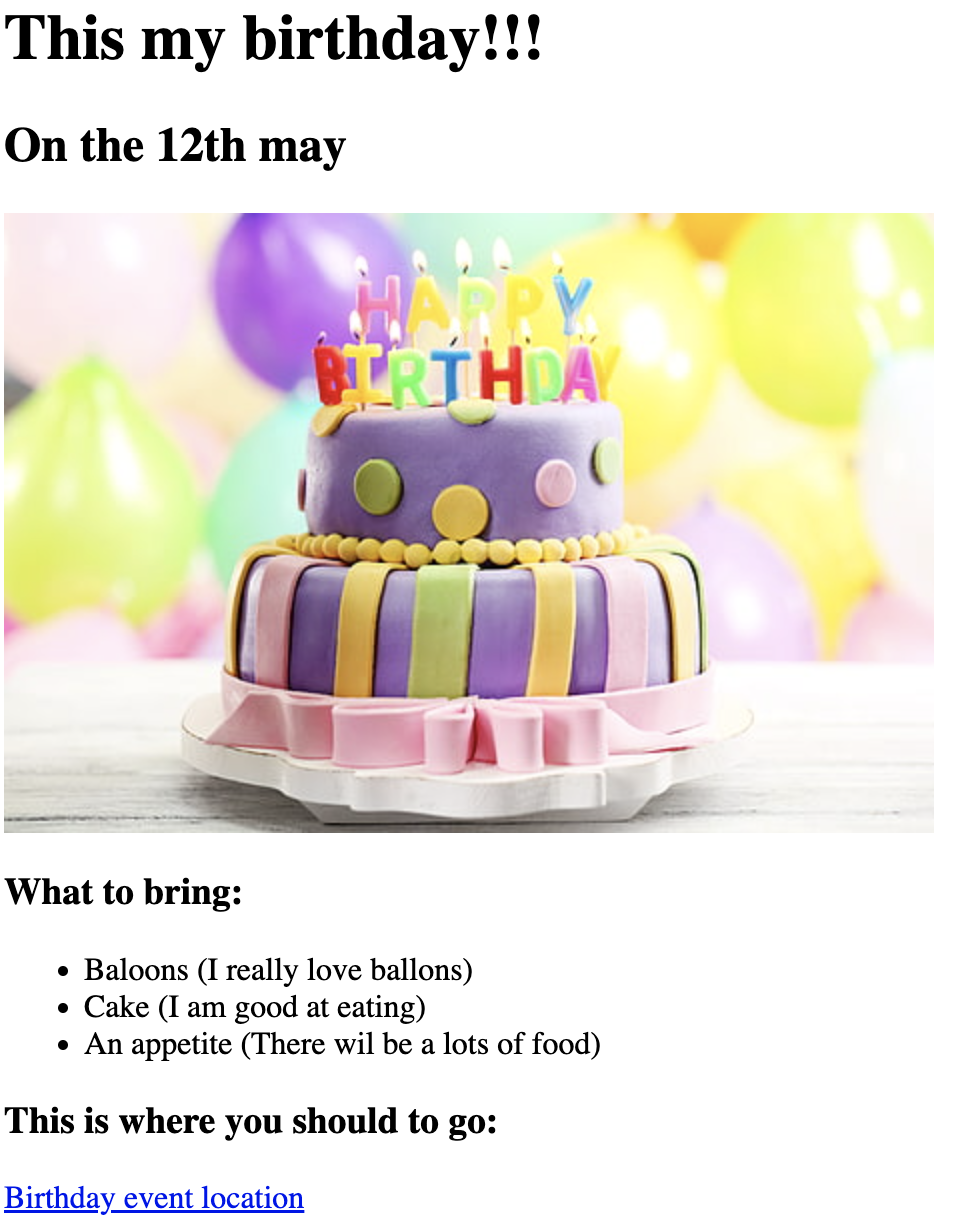 This my birthday!!!
On the 12th may
HAPPY
BIRTHDAY
What to bring:
Baloons (I really love ballons)
Cake (I am good at eating)
An appetite (There wil be a lots of food)
This is where you should to go:
Birthday event location